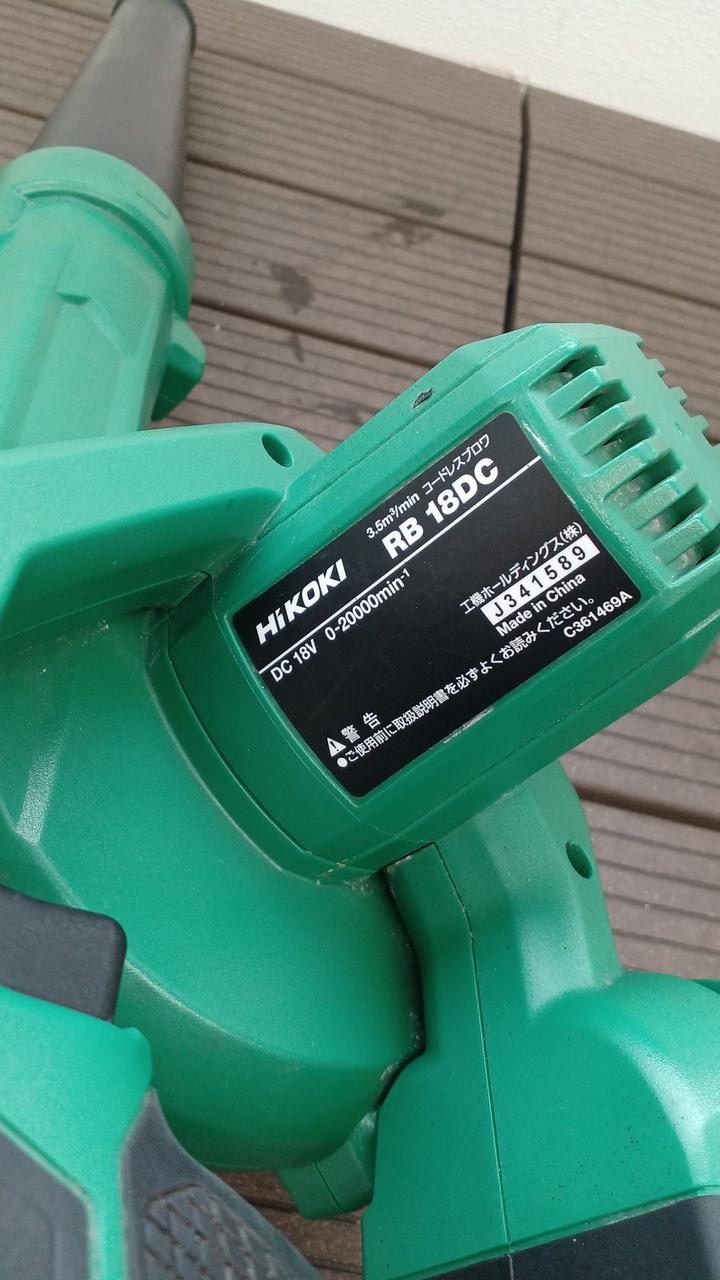 3.5m³/min コードレスブロワ
HiKOKI RB 18DC
DC 18V 0-20000min⁻¹
工機ホールディングス(株)
J341589
Made in China
⚠警告
●ご使用前に取扱説明書を必ずよくお読みください。
C361469A